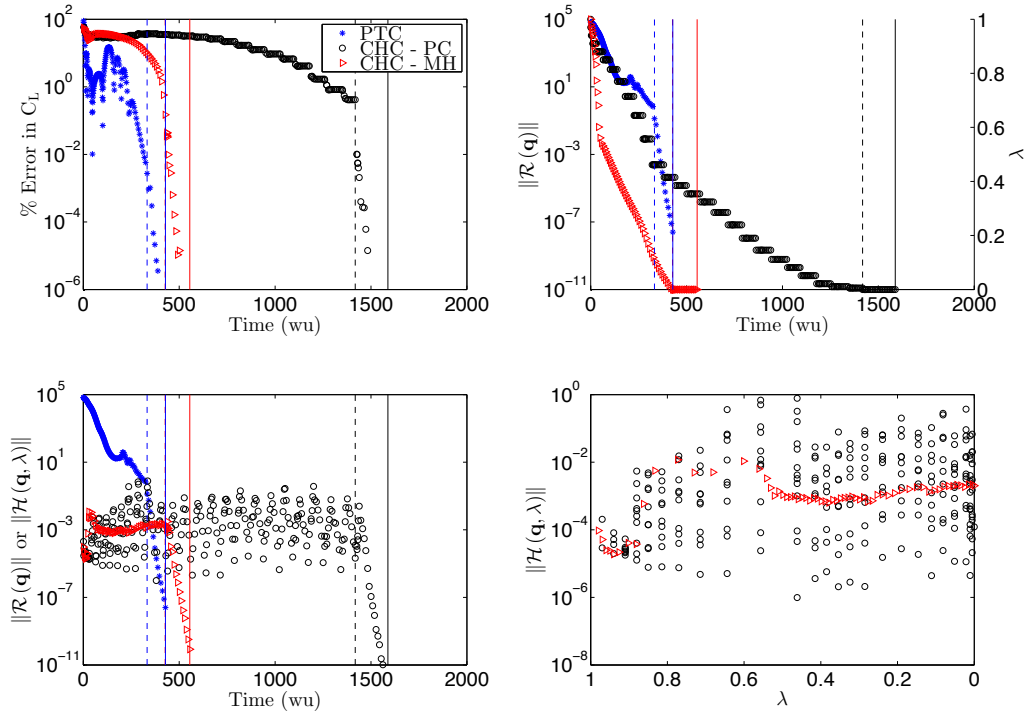 10^5
10^0
10^5
1
PTC
CHC - PC
CHC - MH
10^2
10^1
0.8
% Error in C_L
10^0
‖R(q)‖
10^-3
0.6
λ
10^-2
0.4
10^-4
10^-7
0.2
10^-6
10^-11
0
0 500 1000 1500 2000
0 500 1000 1500 2000
Time (wu)
Time (wu)
10^5
10^0
10^1
10^-2
‖R(q)‖ or ‖H(q, λ)‖
10^-3
‖H(q, λ)‖
10^-4
10^-7
10^-6
10^-11
10^-8
0 500 1000 1500 2000
1 0.8 0.6 0.4 0.2 0
Time (wu)
λ